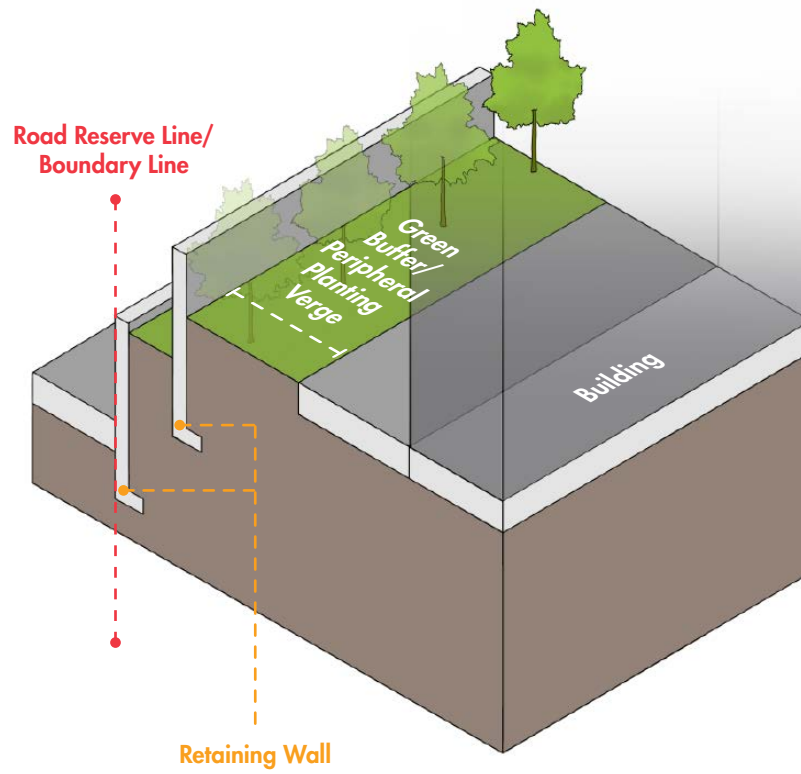 Road Reserve Line/
Boundary Line
Green
Buffer/
Peripheral
Planting
Verge
Building
Retaining Wall